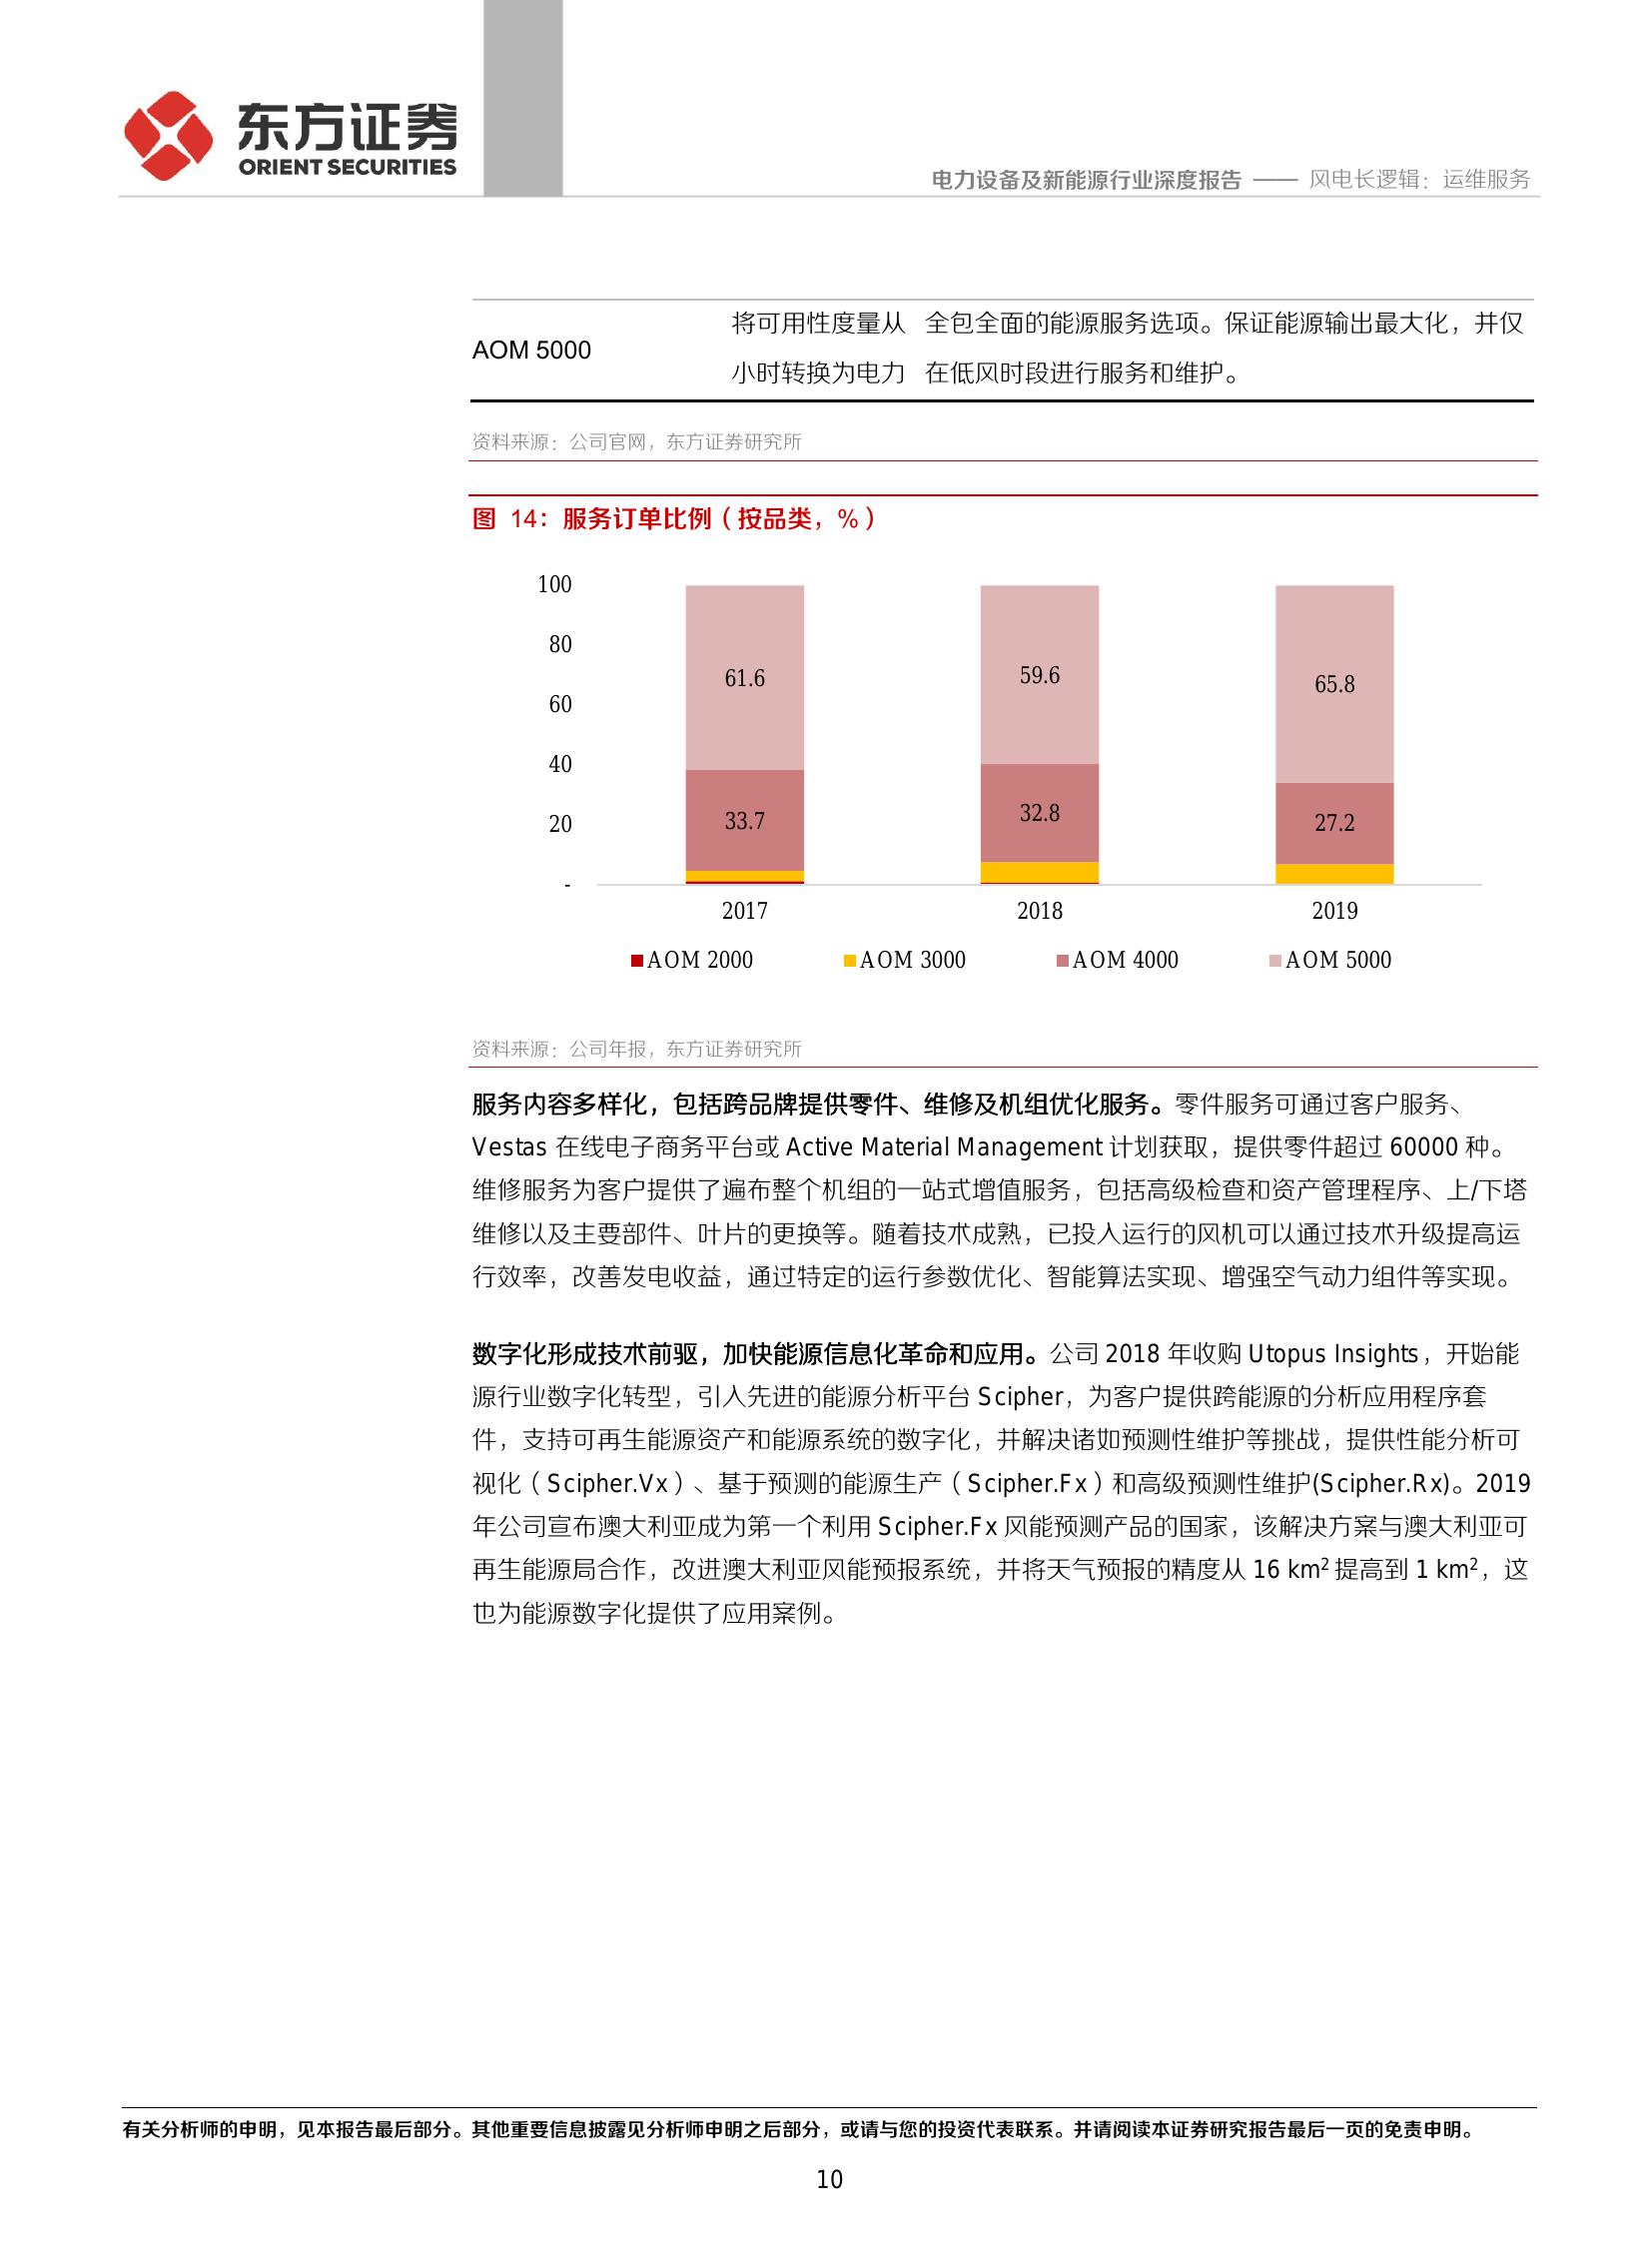 东方证券
ORIENT SECURITIES
电力设备及新能源行业深度报告 —— 风电长逻辑：运维服务
AOM 5000
将可用性度量从
小时转换为电力
全包全面的能源服务选项。保证能源输出最大化，并仅
在低风时段进行服务和维护。
资料来源：公司官网，东方证券研究所
图 14：服务订单比例（按品类，%）
100
80
60
40
20
-
61.6
59.6
65.8
33.7
32.8
27.2
2017
2018
2019
AOM 2000
AOM 3000
AOM 4000
AOM 5000
资料来源：公司年报，东方证券研究所
服务内容多样化，包括跨品牌提供零件、维修及机组优化服务。零件服务可通过客户服务、
Vestas 在线电子商务平台或 Active Material Management 计划获取，提供零件超过 60000 种。
维修服务为客户提供了遍布整个机组的一站式增值服务，包括高级检查和资产管理程序、上/下塔
维修以及主要部件、叶片的更换等。随着技术成熟，已投入运行的风机可以通过技术升级提高运
行效率，改善发电收益，通过特定的运行参数优化、智能算法实现、增强空气动力组件等实现。
数字化形成技术前驱，加快能源信息化革命和应用。公司 2018 年收购 Utopus Insights，开始能
源行业数字化转型，引入先进的能源分析平台 Scipher，为客户提供跨能源的分析应用程序套
件，支持可再生能源资产和能源系统的数字化，并解决诸如预测性维护等挑战，提供性能分析可
视化（Scipher.Vx）、基于预测的能源生产（Scipher.Fx）和高级预测性维护(Scipher.Rx)。2019
年公司宣布澳大利亚成为第一个利用 Scipher.Fx 风能预测产品的国家，该解决方案与澳大利亚可
再生能源局合作，改进澳大利亚风能预报系统，并将天气预报的精度从 16 km² 提高到 1 km²，这
也为能源数字化提供了应用案例。
有关分析师的申明，见本报告最后部分。其他重要信息披露见分析师申明之后部分，或请与您的投资代表联系。并请阅读本证券研究报告最后一页的免责申明。
10